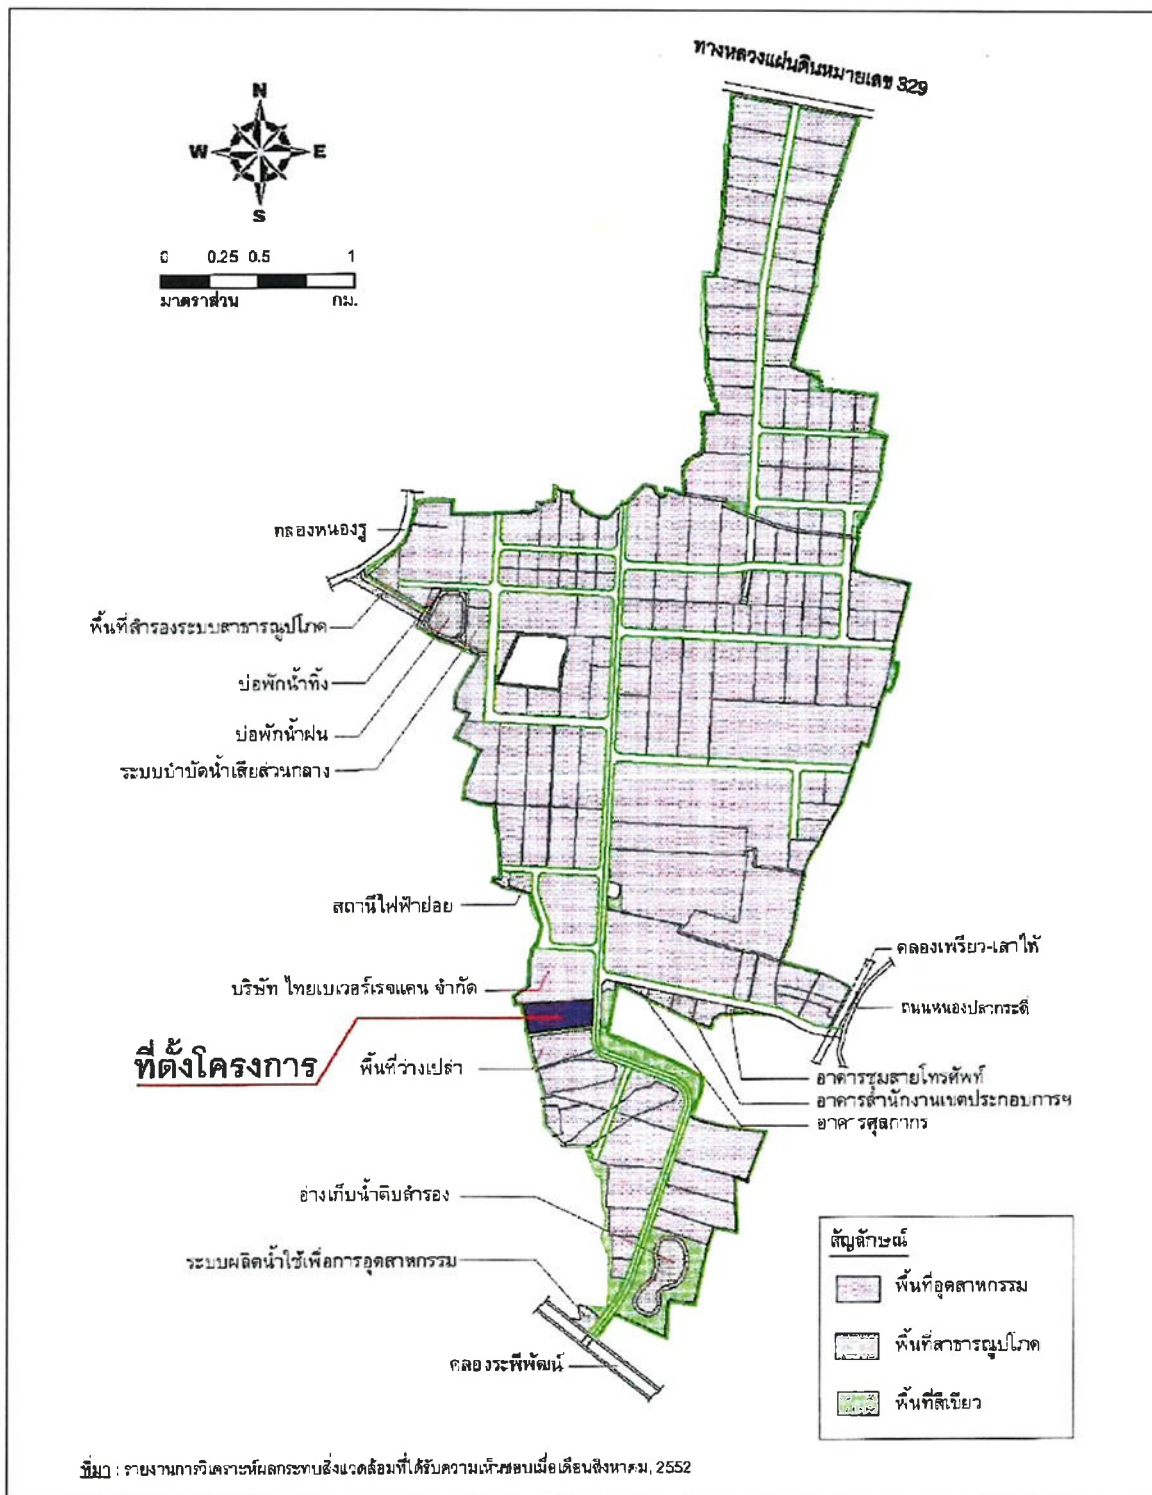 ทางหลวงแผ่นดินหมายเลข 329
N
W E
S
0 0.25 0.5 1
มาตราส่วน กม.
คลองหนองรู
พื้นที่สำรองระบบสาธารณูปโภค
บ่อพักน้ำทิ้ง
บ่อพักน้ำฝน
ระบบบำบัดน้ำเสียส่วนกลาง
สถานีไฟฟ้าย่อย
คลองเพรียว-เสาไห้
บริษัท ไทยเบเวอร์เรจแคน จำกัด
ถนนหนองปลากระดี่
ที่ตั้งโครงการ
พื้นที่ว่างเปล่า
อาคารชุมสายโทรศัพท์
อาคารสำนักงานเขตประกอบการฯ
อาคารศุลกากร
อ่างเก็บน้ำดิบสำรอง
ระบบผลิตน้ำใช้เพื่อการอุตสาหกรรม
คลองระพีพัฒน์
สัญลักษณ์
พื้นที่อุตสาหกรรม
พื้นที่สาธารณูปโภค
พื้นที่สีเขียว
ที่มา : รายงานการวิเคราะห์ผลกระทบสิ่งแวดล้อมที่ได้รับความเห็นชอบเมื่อเดือนสิงหาคม, 2552